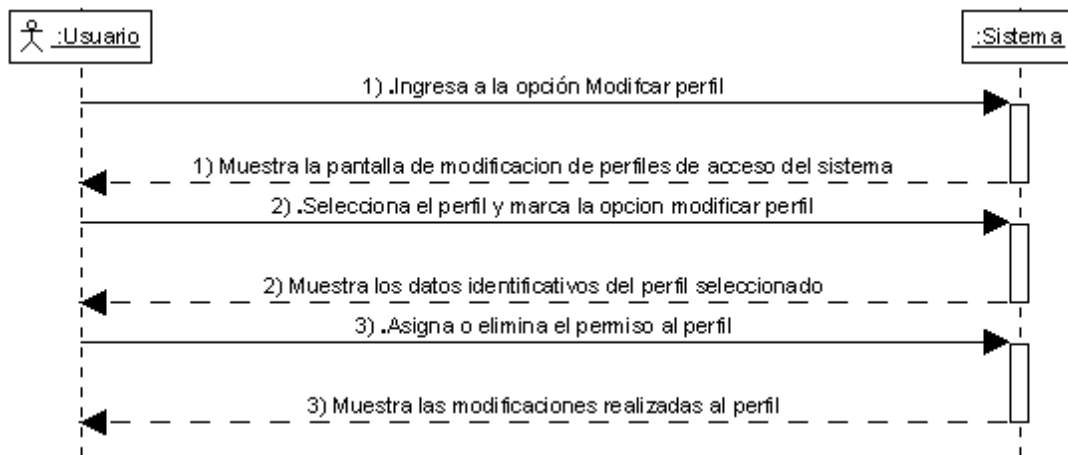 :Usuario
:Sistema
1) .Ingresa a la opción Modifcar perfil
1) Muestra la pantalla de modificacion de perfiles de acceso del sistema
2) .Selecciona el perfil y marca la opcion modificar perfil
2) Muestra los datos identificativos del perfil seleccionado
3) .Asigna o elimina el permiso al perfil
3) Muestra las modificaciones realizadas al perfil